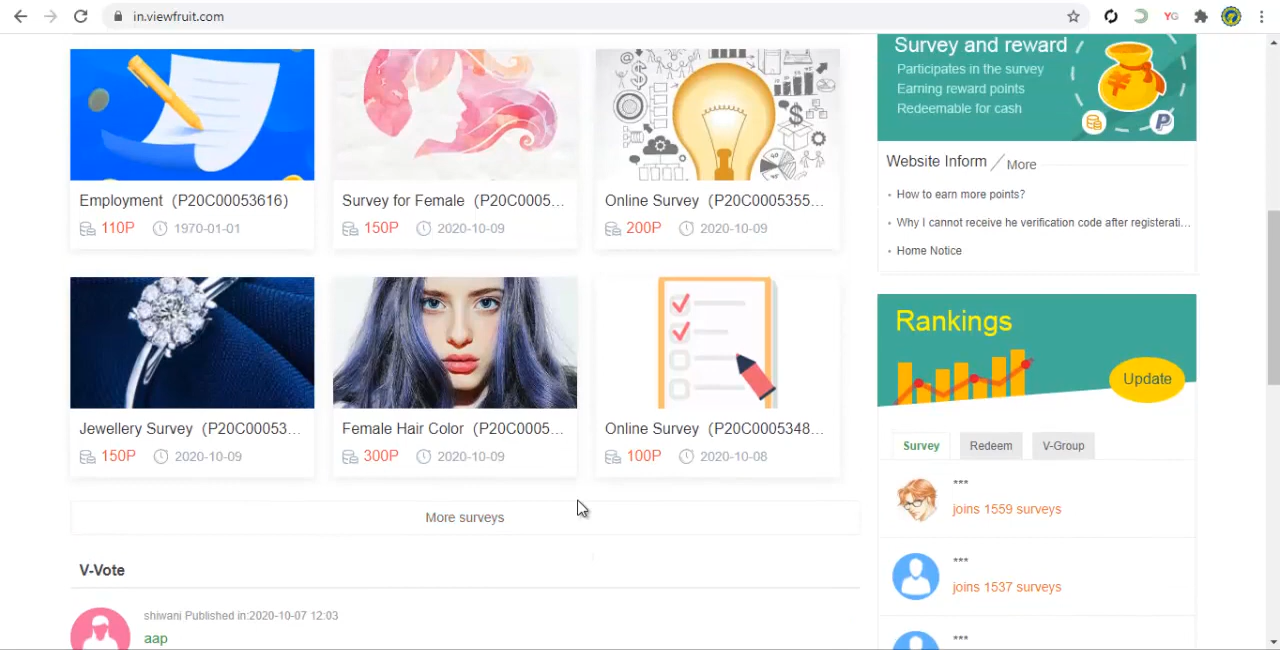 in.viewfruit.com
YG
Employment（P20C00053616）
110P 1970-01-01
Survey for Female（P20C0005...
150P 2020-10-09
Online Survey（P20C0005355...
200P 2020-10-09
Jewellery Survey（P20C00053...
150P 2020-10-09
Female Hair Color（P20C0005...
300P 2020-10-09
Online Survey（P20C0005348...
100P 2020-10-08
More surveys
V-Vote
shiwani Published in:2020-10-07 12:03
aap
Survey and reward
Participates in the survey
Earning reward points
Redeemable for cash
Website Inform / More
How to earn more points?
Why I cannot receive he verification code after registerati...
Home Notice
Rankings
Update
Survey Redeem V-Group
***
joins 1559 surveys
***
joins 1537 surveys
***